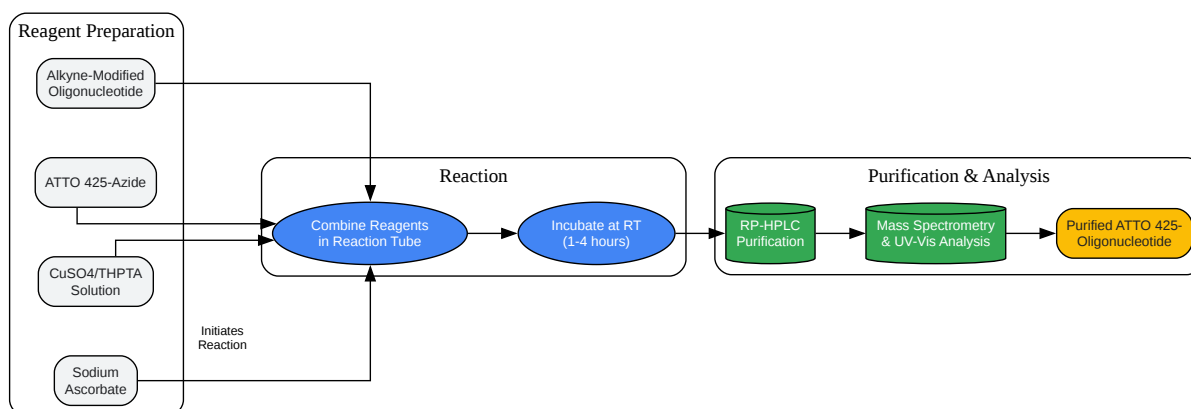 Reagent Preparation
Alkyne-Modified
Oligonucleotide
ATTO 425-Azide
CuSO4/THPTA
Solution
Sodium
Ascorbate
Initiates
Reaction
Reaction
Combine Reagents
in Reaction Tube
Incubate at RT
(1-4 hours)
Purification & Analysis
RP-HPLC
Purification
Mass Spectrometry
& UV-Vis Analysis
Purified ATTO 425-
Oligonucleotide